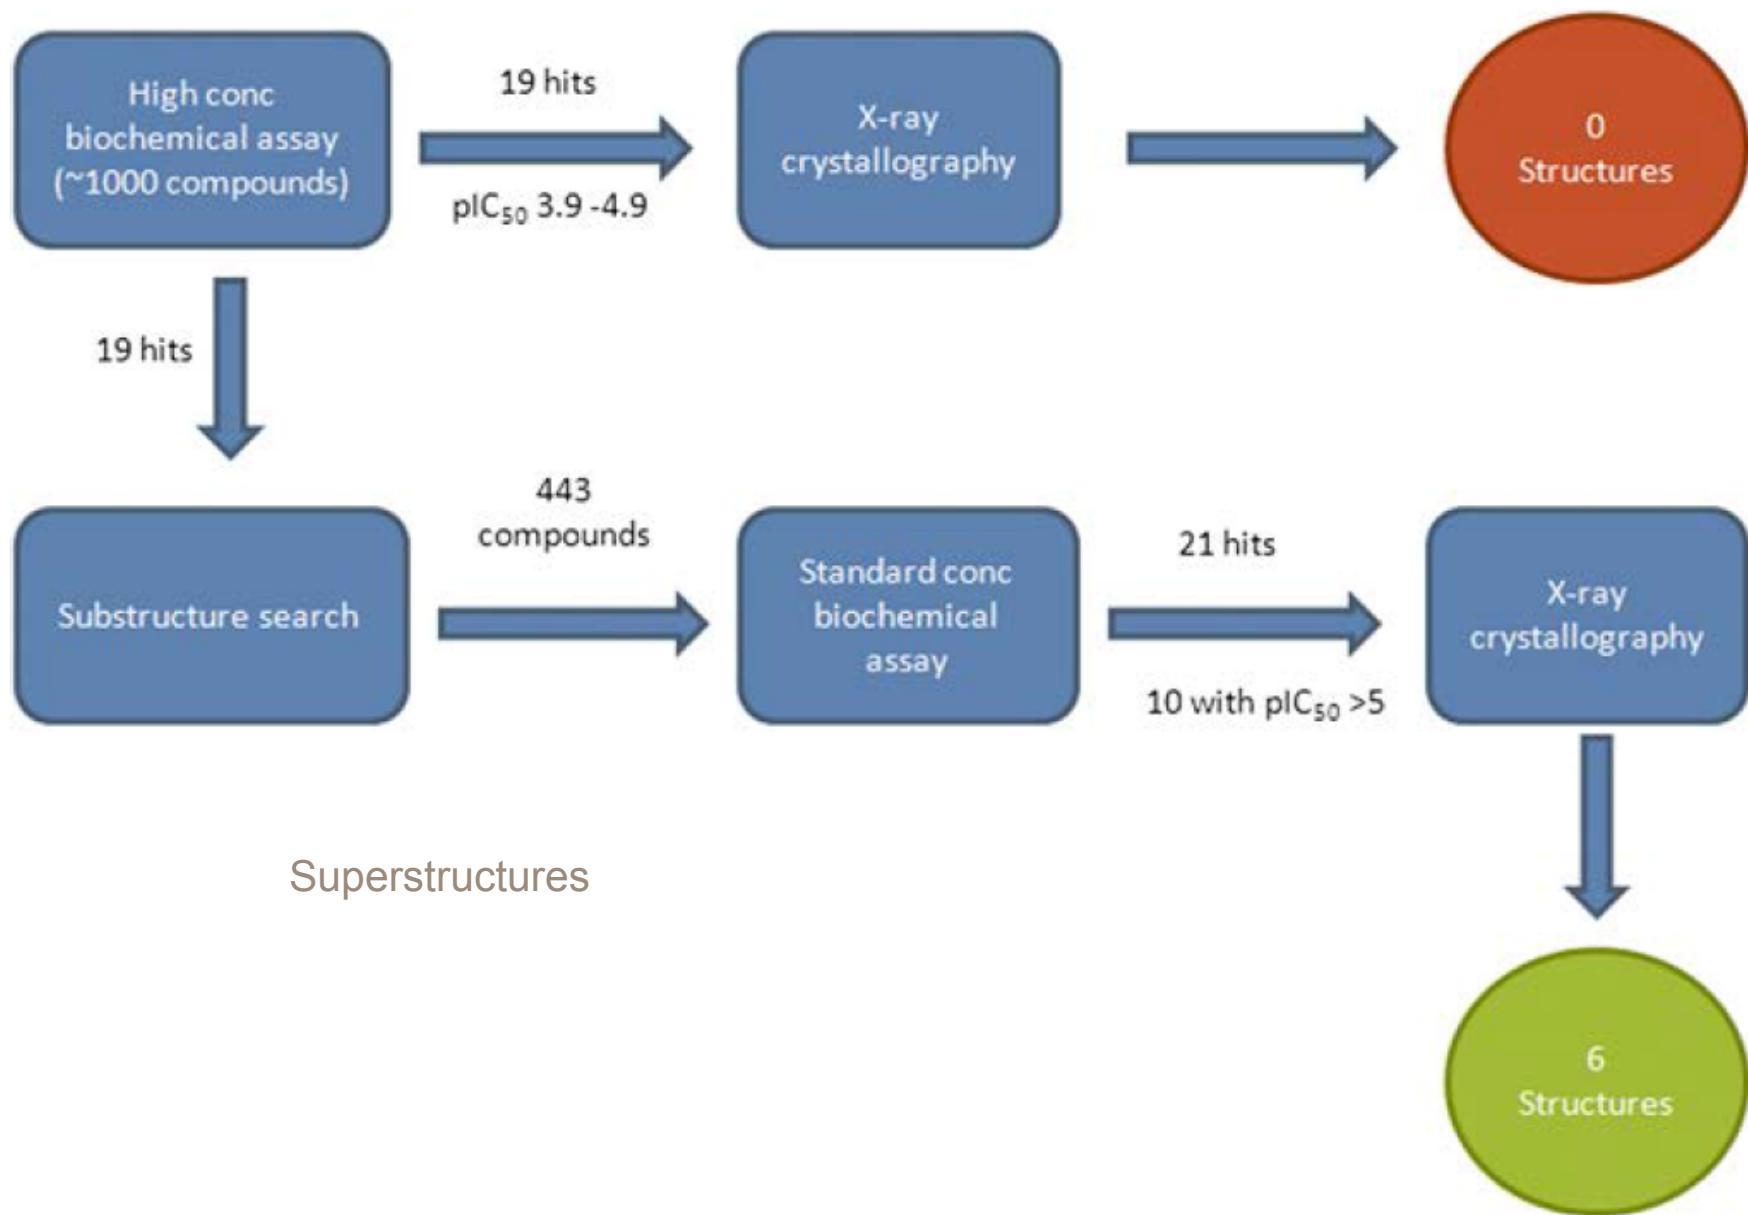 High conc
biochemical assay
(~1000 compounds)
19 hits
pIC₅₀ 3.9 -4.9
X-ray
crystallography
0
Structures
19 hits
Substructure search
443
compounds
Standard conc
biochemical
assay
21 hits
10 with pIC₅₀ >5
X-ray
crystallography
Superstructures
6
Structures